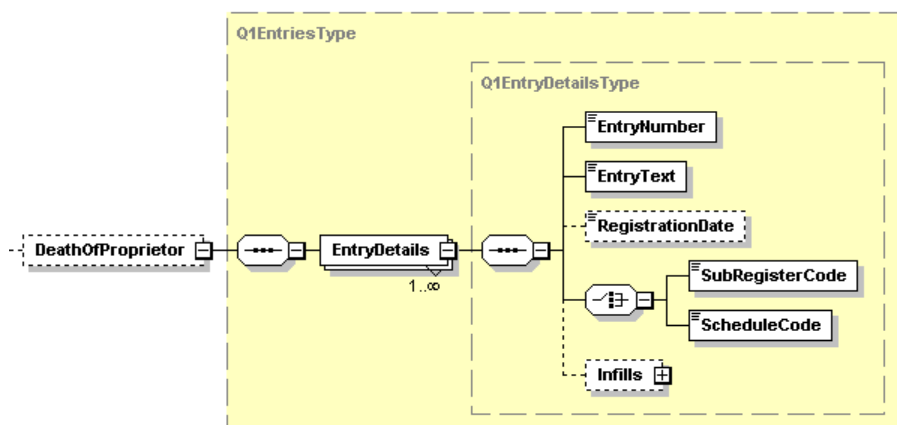 Q1EntriesType
Q1EntryDetailsType
EntryNumber
EntryText
RegistrationDate
DeathOfProprietor
EntryDetails
1..∞
SubRegisterCode
ScheduleCode
Infills